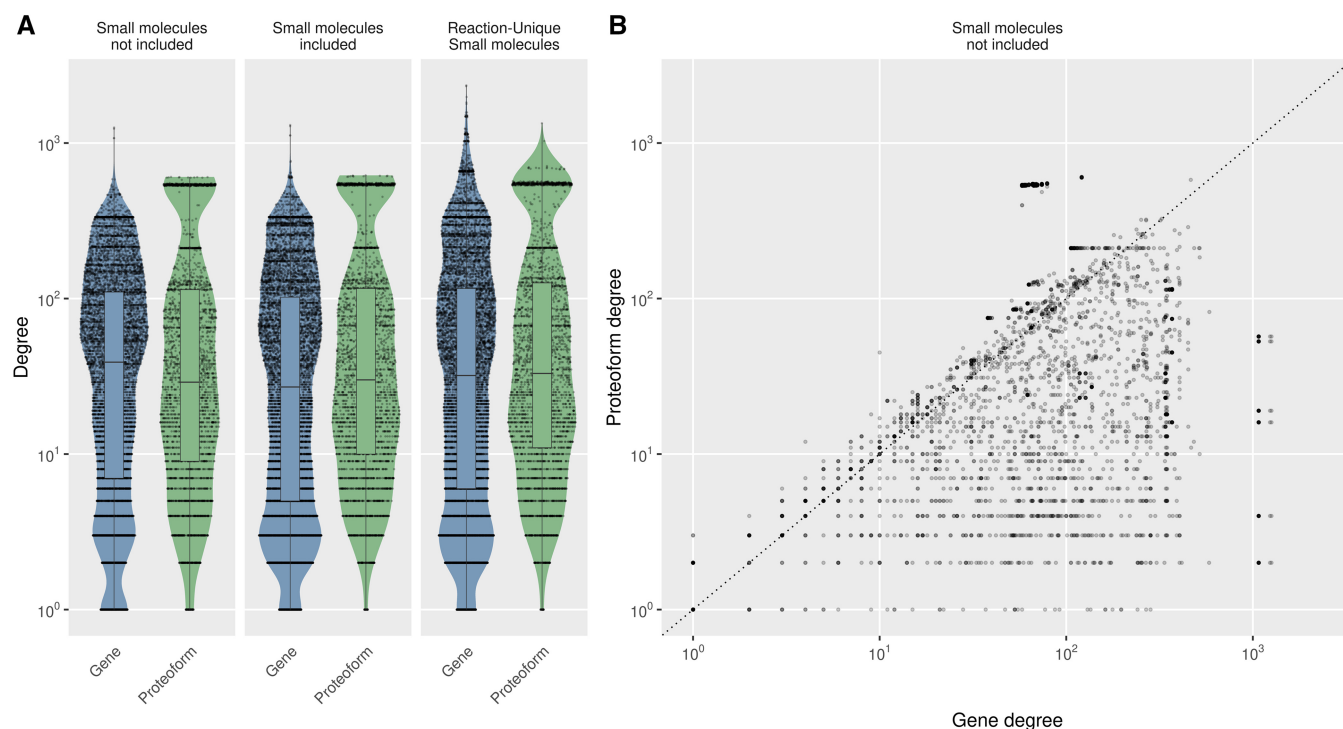 A
Small molecules
not included
Small molecules
included
Reaction-Unique
Small molecules
Degree
10³
10²
10¹
10⁰
Gene
Proteoform
Gene
Proteoform
Gene
Proteoform
B
Small molecules
not included
Proteoform degree
10³
10²
10¹
10⁰
10⁰
10¹
10²
10³
Gene degree